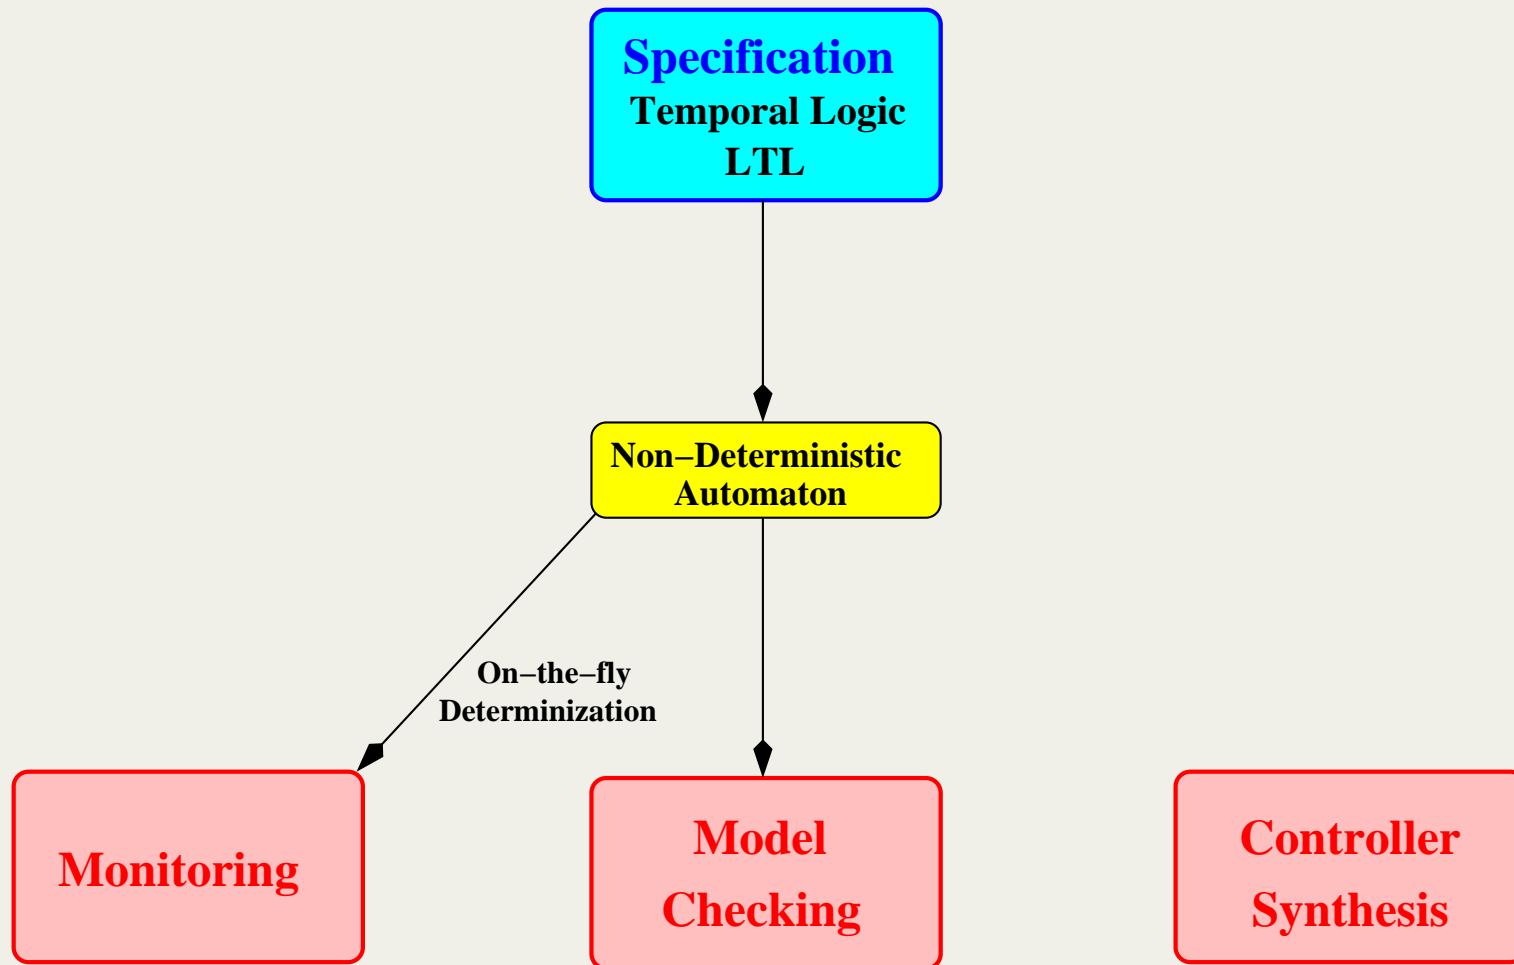 Specification
Temporal Logic
LTL
Non−Deterministic
Automaton
On−the−fly
Determinization
Monitoring
Model
Checking
Controller
Synthesis